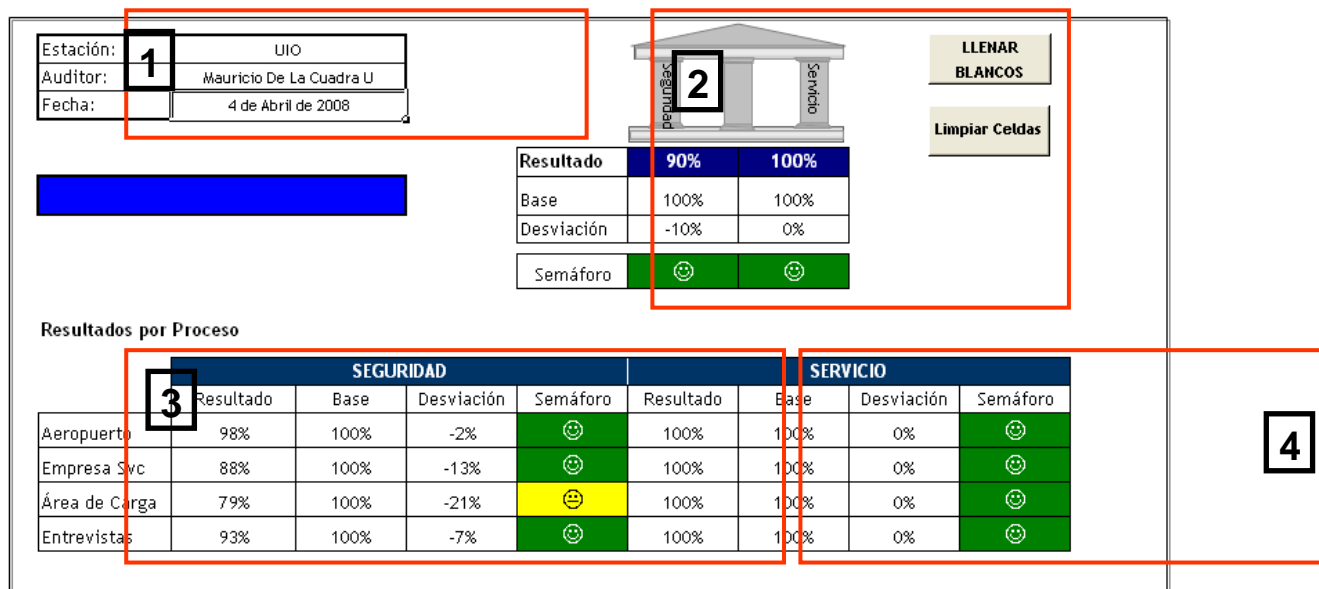 Estación: UIO
Auditor: Mauricio De La Cuadra U
Fecha: 4 de Abril de 2008
1
2
Seguridad Servicio
LLENAR
BLANCOS
Limpiar Celdas
Resultado 90% 100%
Base 100% 100%
Desviación -10% 0%
Semáforo
Resultados por Proceso
SEGURIDAD SERVICIO
3
Resultado Base Desviación Semáforo Resultado Base Desviación Semáforo
Aeropuerto 98% 100% -2% 100% 100% 0%
Empresa Svc 88% 100% -13% 100% 100% 0%
4
Área de Carga 79% 100% -21% 100% 100% 0%
Entrevistas 93% 100% -7% 100% 100% 0%